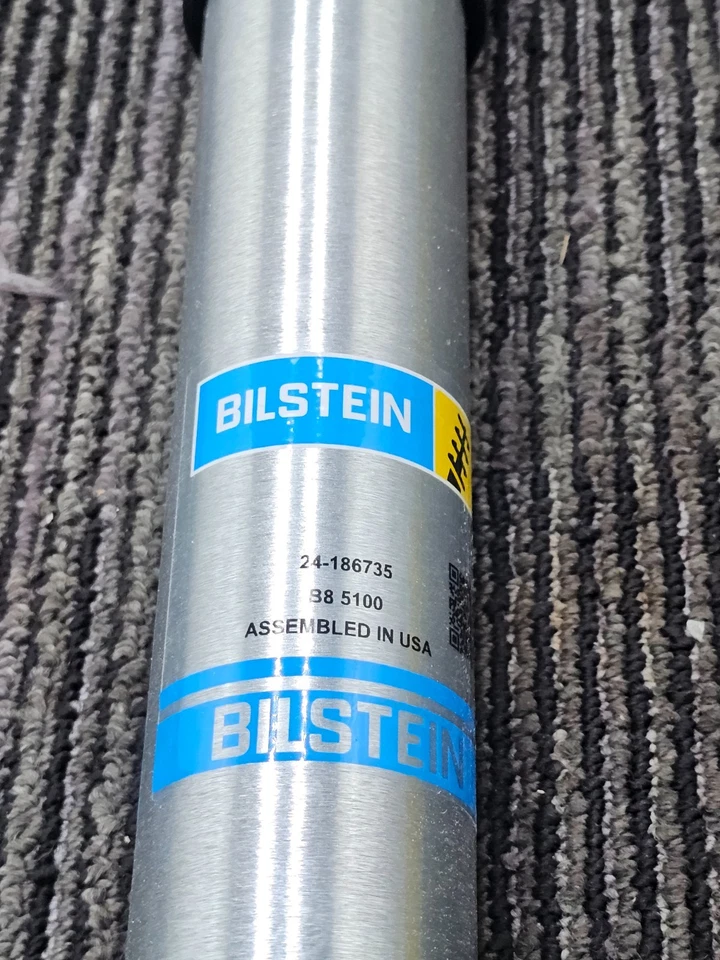 BILSTEIN
24-186735
B8 5100
ASSEMBLED IN USA
BILSTEIN